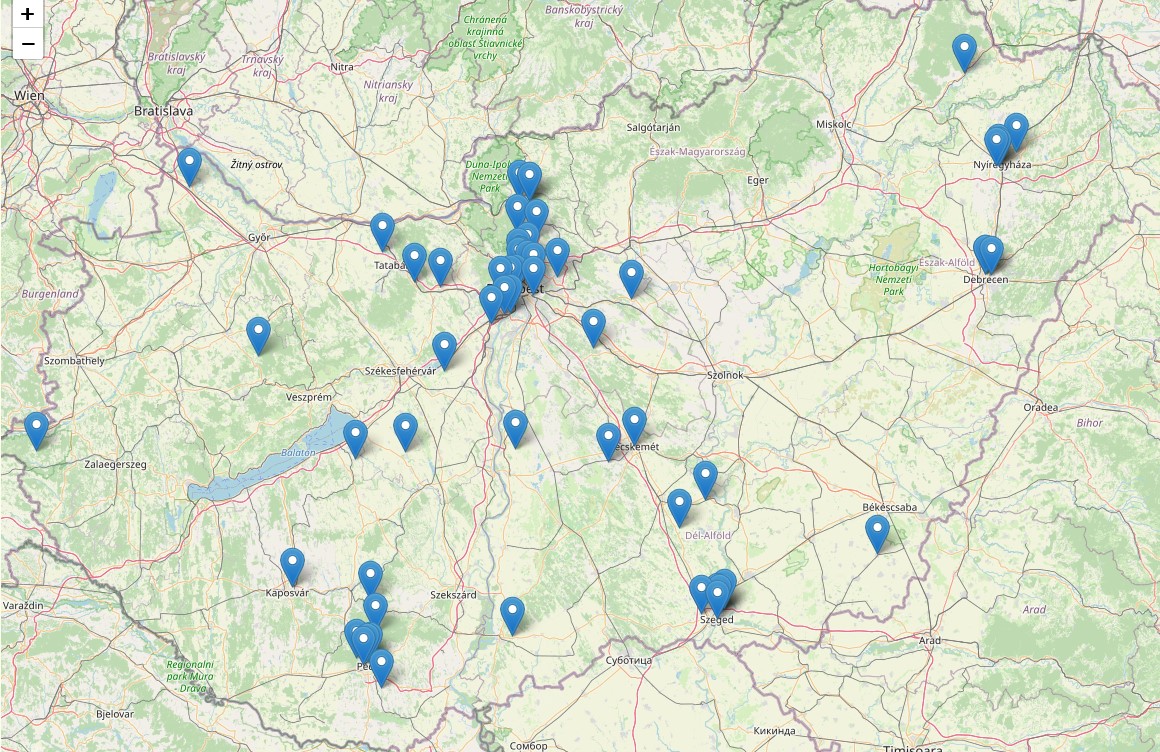 +
−
Chránená
krajinná
oblasť Štiavnické
vrchy
Banskobystrický
kraj
Bratislavský
kraj
Trnavský
kraj
Nitra
Nitriansky
kraj
Wien
Bratislava
Salgótarján
Miskolc
Észak-Magyarország
Žitný ostrov
Duna-Ipoly
Nemzeti
Park
Eger
Nyíregyháza
Győr
Észak-Alföld
Hortobágyi
Nemzeti
Park
Debrecen
Burgenland
Szombathely
Székesfehérvár
Szolnok
Veszprém
Oradea
Bihor
Balaton
Zalaegerszeg
Békéscsaba
Dél-Alföld
Kaposvár
Szekszárd
Varaždin
Szeged
Arad
Arad
Суботица
Regionalni
park Mura
- Drava
Bjelovar
Кикинда
Сомбор
Timișoara